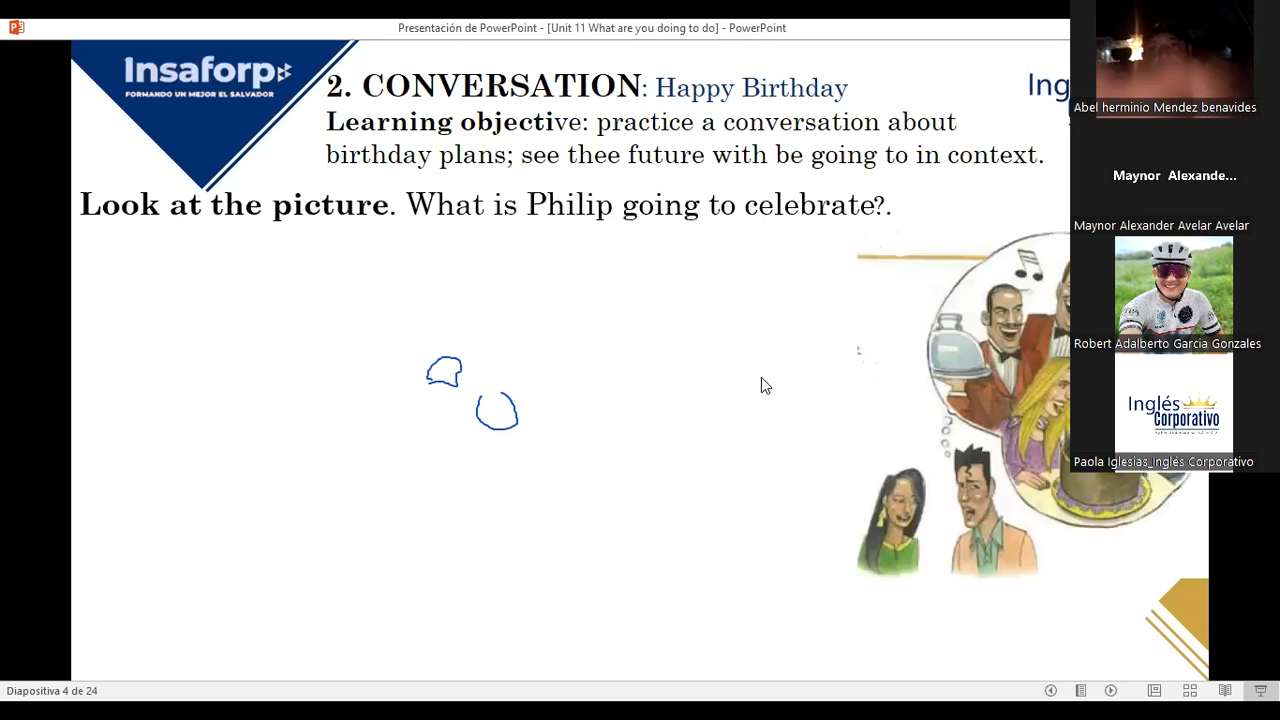 Presentación de PowerPoint - [Unit 11 What are you doing to do] - PowerPoint
Insaforp
FORMANDO UN MEJOR EL SALVADOR
2. CONVERSATION: Happy Birthday
Ing
Learning objective: practice a conversation about
birthday plans; see thee future with be going to in context.
Look at the picture. What is Philip going to celebrate?.
Abel herminio Mendez benavides
Maynor Alexande...
Maynor Alexander Avelar Avelar
Robert Adalberto Garcia Gonzales
Inglés
Corporativo
Paola Iglesias_Inglés Corporativo
Diapositiva 4 de 24